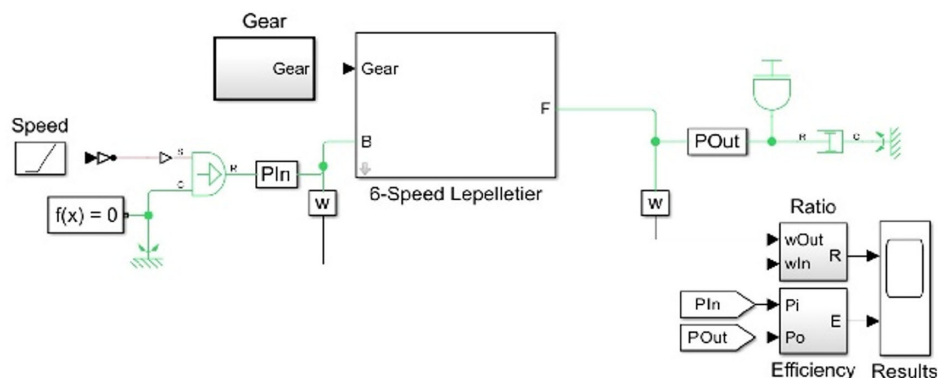 Gear
Gear
Gear
F
B
6-Speed Lepelletier
Speed
S
R
C
PIn
W
f(x) = 0
POut
R
C
W
Ratio
wOut
wIn
R
PIn
Pi
E
POut
Po
Efficiency
Results